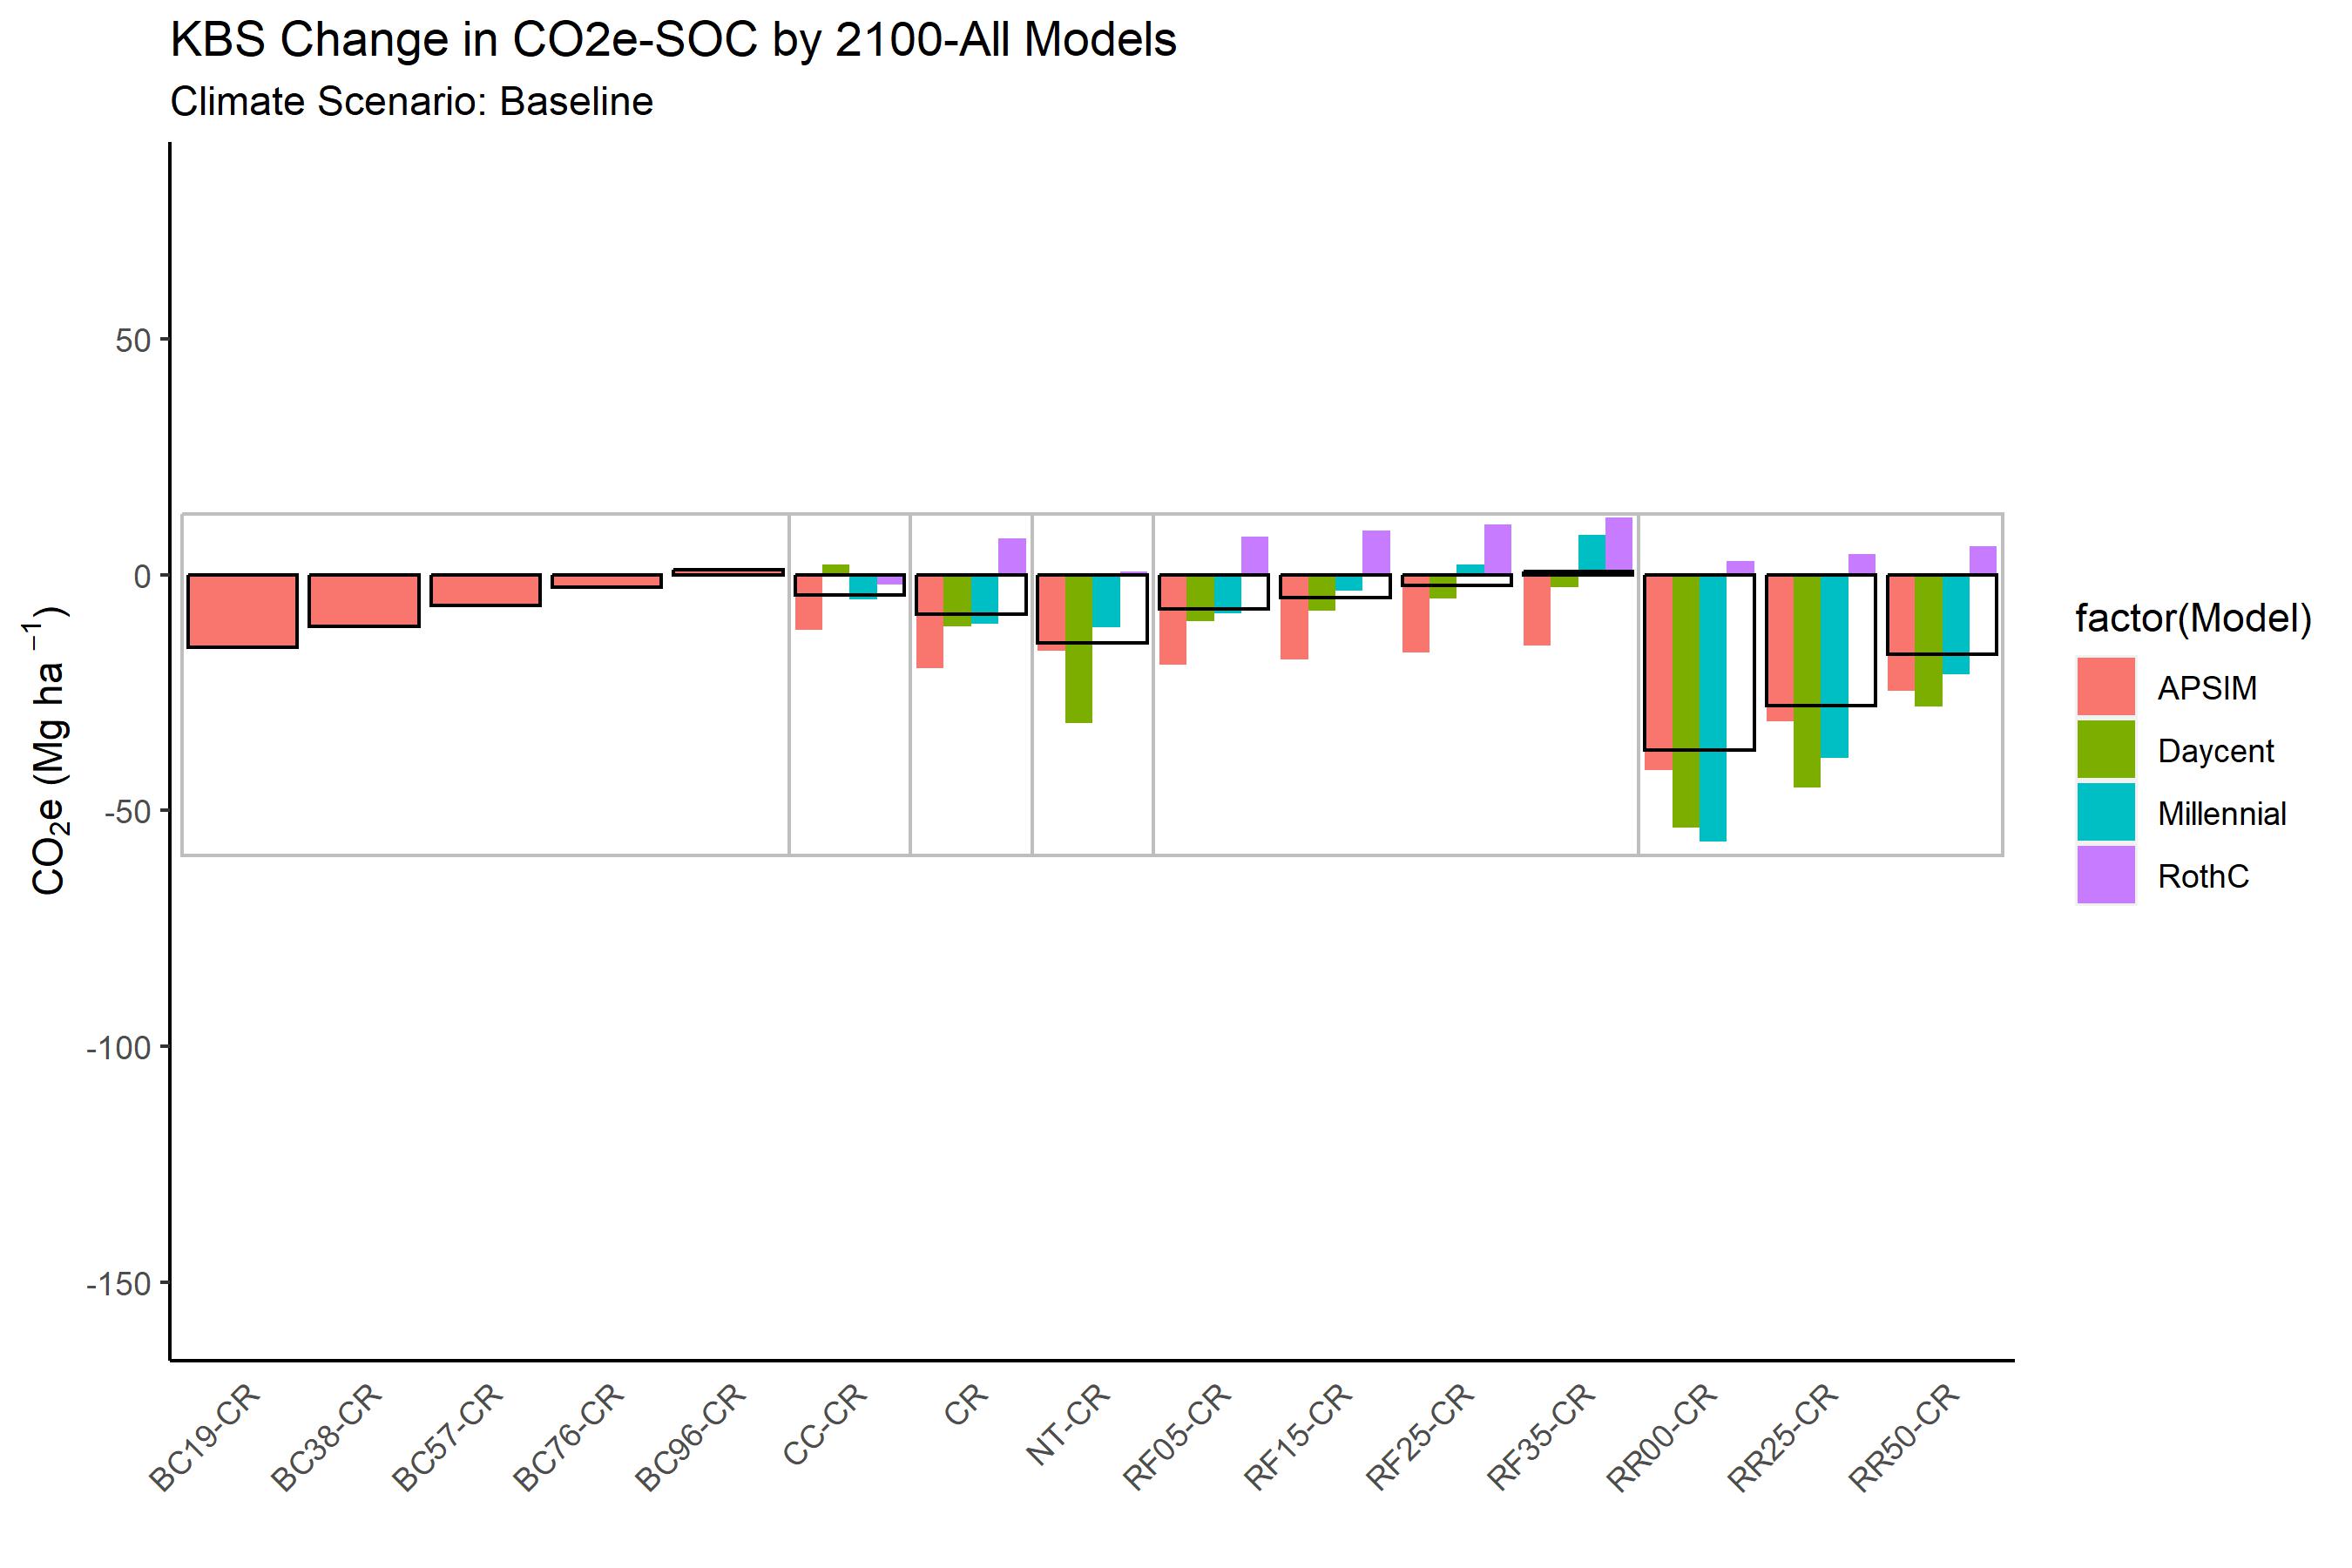 KBS Change in CO2e-SOC by 2100-All Models
Climate Scenario: Baseline
CO₂e (Mg ha ⁻¹)
50
0
-50
-100
-150
BC19-CR
BC38-CR
BC57-CR
BC76-CR
BC96-CR
CC-CR
CR
NT-CR
RF05-CR
RF15-CR
RF25-CR
RF35-CR
RR00-CR
RR25-CR
RR50-CR
factor(Model)
APSIM
Daycent
Millennial
RothC